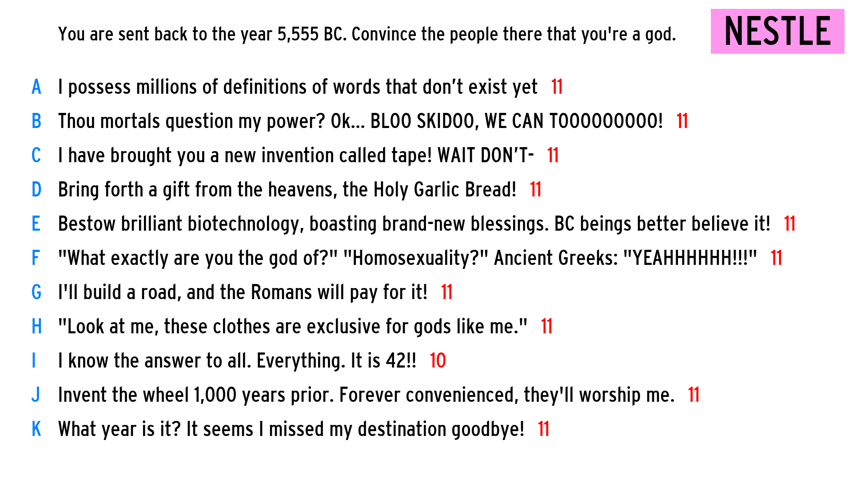 You are sent back to the year 5,555 BC. Convince the people there that you're a god.
NESTLE
A I possess millions of definitions of words that don’t exist yet 11
B Thou mortals question my power? Ok... BLOO SKIDOO, WE CAN TOOOOOOOOO! 11
C I have brought you a new invention called tape! WAIT DON’T- 11
D Bring forth a gift from the heavens, the Holy Garlic Bread! 11
E Bestow brilliant biotechnology, boasting brand-new blessings. BC beings better believe it! 11
F "What exactly are you the god of?" "Homosexuality?" Ancient Greeks: "YEAHHHHHH!!!" 11
G I'll build a road, and the Romans will pay for it! 11
H "Look at me, these clothes are exclusive for gods like me." 11
I I know the answer to all. Everything. It is 42!! 10
J Invent the wheel 1,000 years prior. Forever convenienced, they'll worship me. 11
K What year is it? It seems I missed my destination goodbye! 11